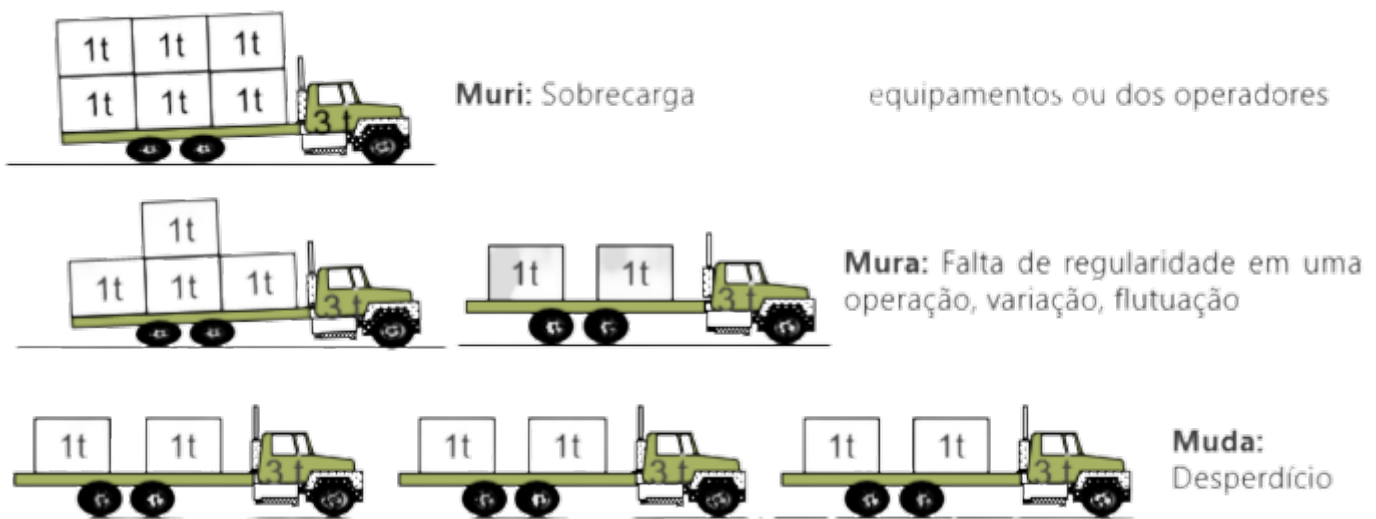 1t 1t 1t
1t 1t 1t
3 t
Muri: Sobrecarga equipamentos ou dos operadores
1t
1t 1t 1t
3 t
1t 1t
3 t
Mura: Falta de regularidade em uma
operação, variação, flutuação
1t 1t
3 t
1t 1t
3 t
1t 1t
3 t
Muda:
Desperdício